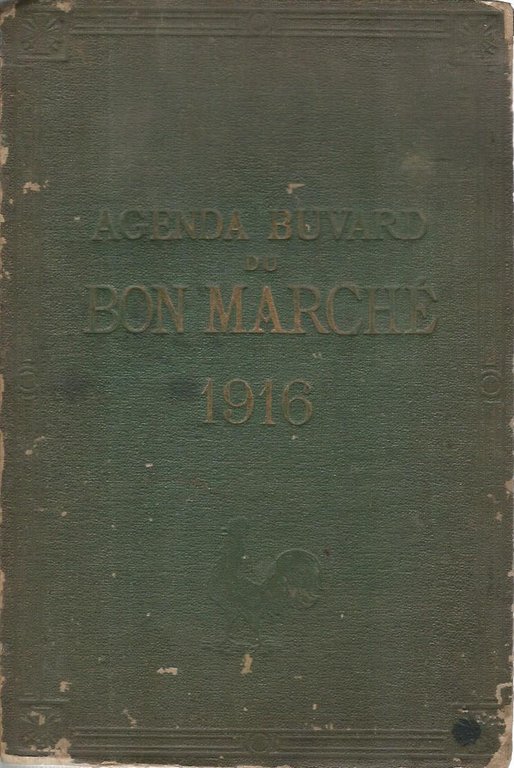 AGENDA BUVARD
DU
BON MARCHÉ
1916